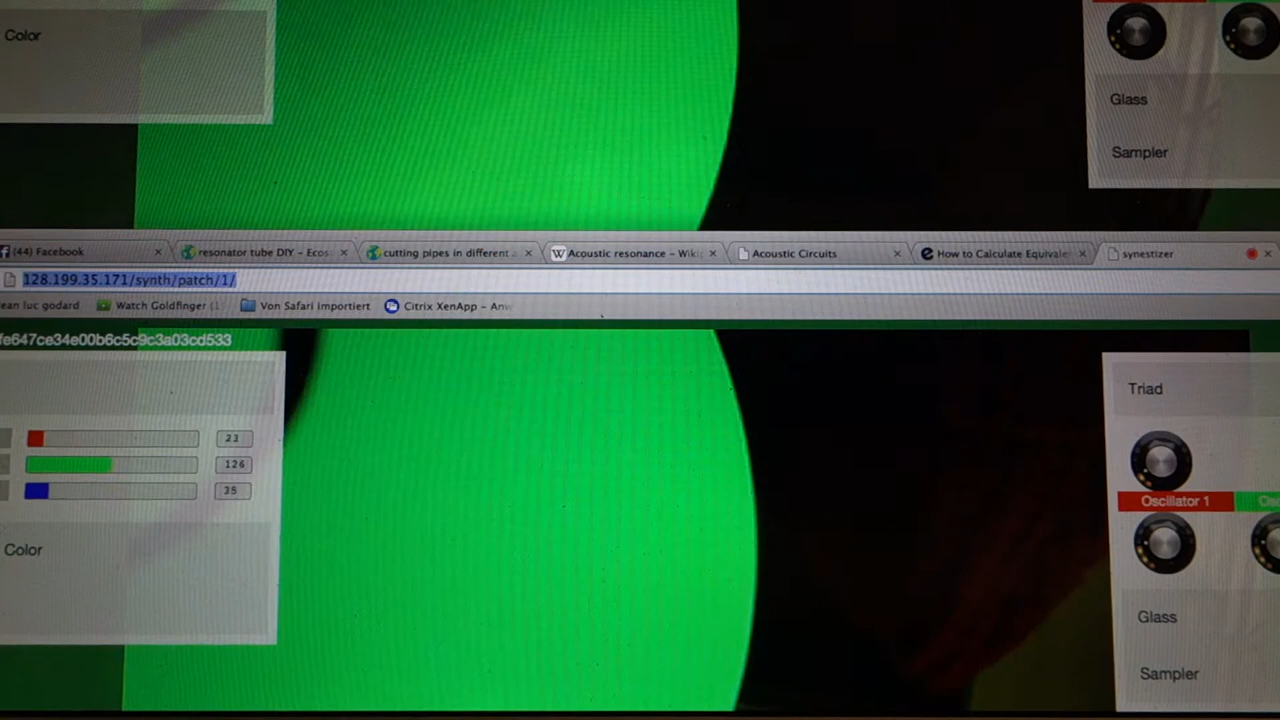 Color
Glass
Sampler
(44) Facebook
resonator tube DIY – Ecos
cutting pipes in different
Acoustic resonance – Wiki
Acoustic Circuits
How to Calculate Equivale
synestizer
128.199.35.171/synth/patch/1/
ean luc godard
Watch Goldfinger (1
Von Safari importiert
Citrix XenApp – Anw
fe647ce34e00b6c5c9c3a03cd533
Triad
23
126
35
Oscillator 1
Color
Glass
Sampler